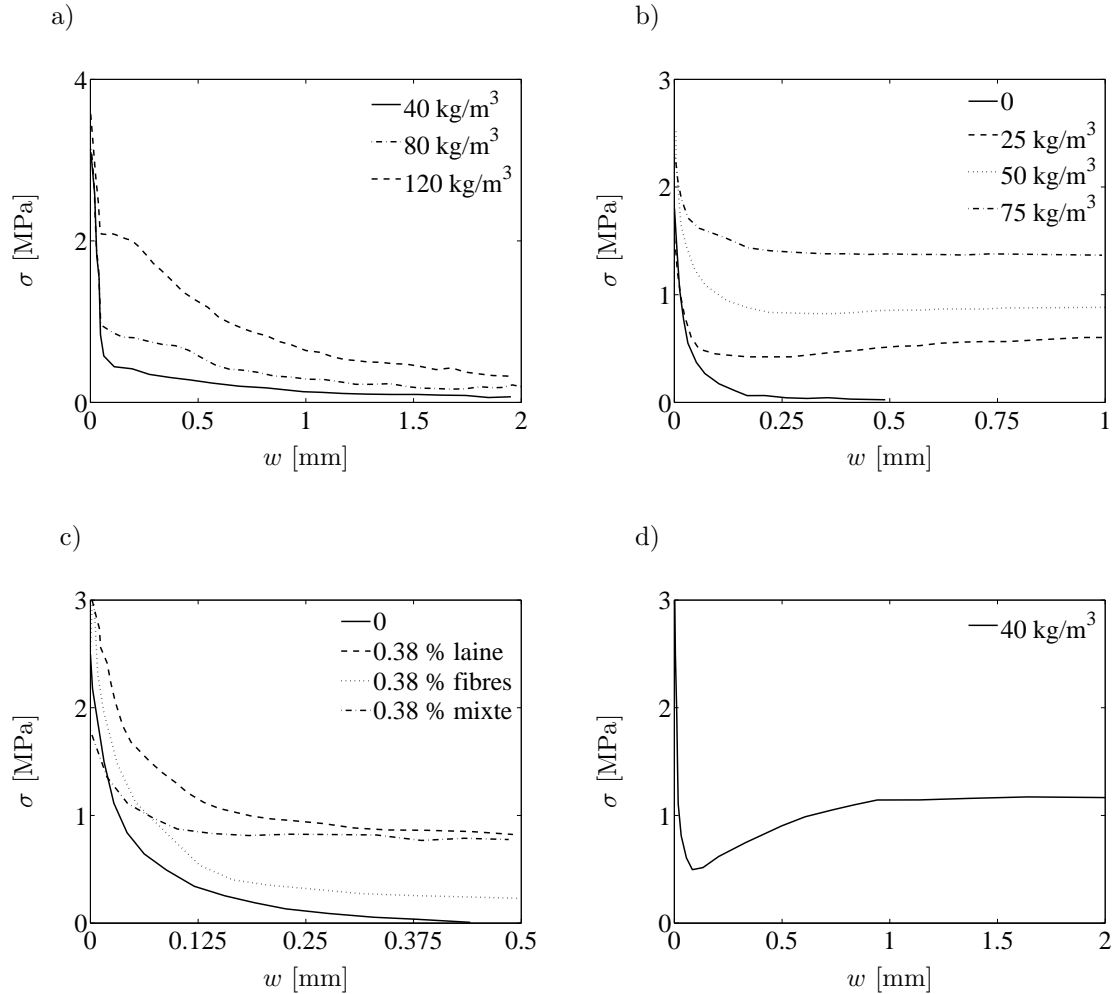 a)
4
2
0
0
0.5
1
1.5
2
σ [MPa]
w [mm]
40 kg/m³
80 kg/m³
120 kg/m³
b)
3
2
1
0
0
0.25
0.5
0.75
1
σ [MPa]
w [mm]
0
25 kg/m³
50 kg/m³
75 kg/m³
c)
3
2
1
0
0
0.125
0.25
0.375
0.5
σ [MPa]
w [mm]
0
0.38 % laine
0.38 % fibres
0.38 % mixte
d)
3
2
1
0
0
0.5
1
1.5
2
σ [MPa]
w [mm]
40 kg/m³